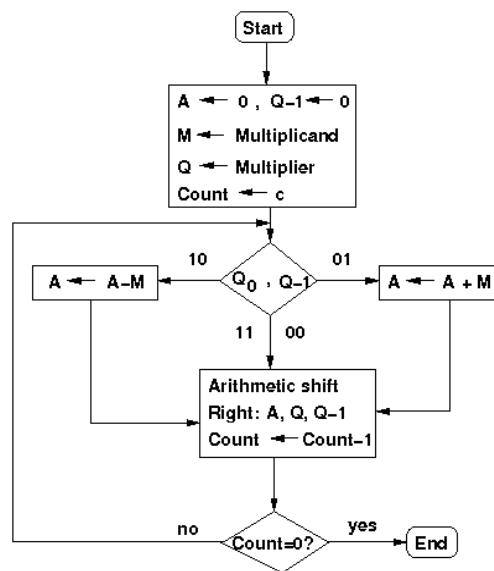 Start
A ← 0 , Q-1 ← 0
M ← Multiplicand
Q ← Multiplier
Count ← c
10
01
A ← A-M
Q0 , Q-1
A ← A + M
11 00
Arithmetic shift
Right: A, Q, Q-1
Count ← Count-1
no
yes
Count=0?
End